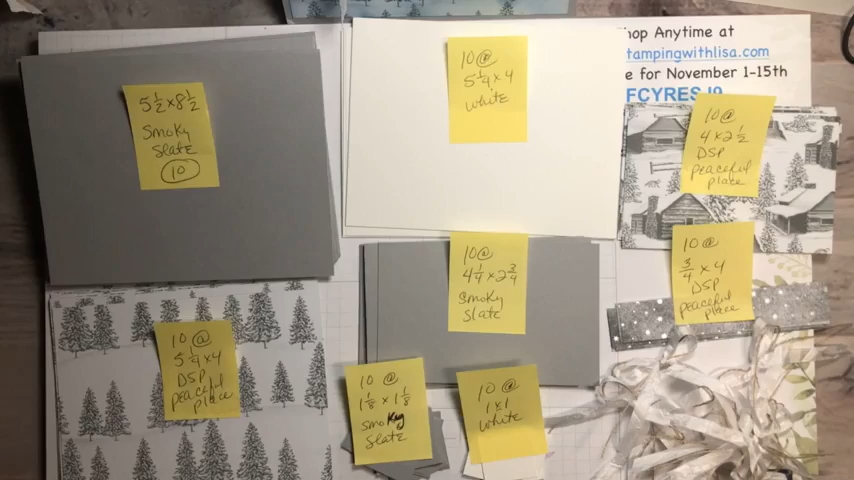 hop Anytime at
tampingwithlisa.com
e for November 1-15th
FCYRESJ9
5 1/2 x 8 1/2
Smoky
Slate
10
10 @
5 1/4 x 4
white
10 @
4 x 2 1/2
DSP
peaceful
place
10 @
3/4 x 4
DSP
peaceful
place
10 @
4 1/4 x 2 3/4
Smoky
Slate
10 @
5 1/4 x 4
DSP
peaceful
place
10 @
1 1/8 x 1 1/8
smoky
Slate
10 @
1 x 1
white